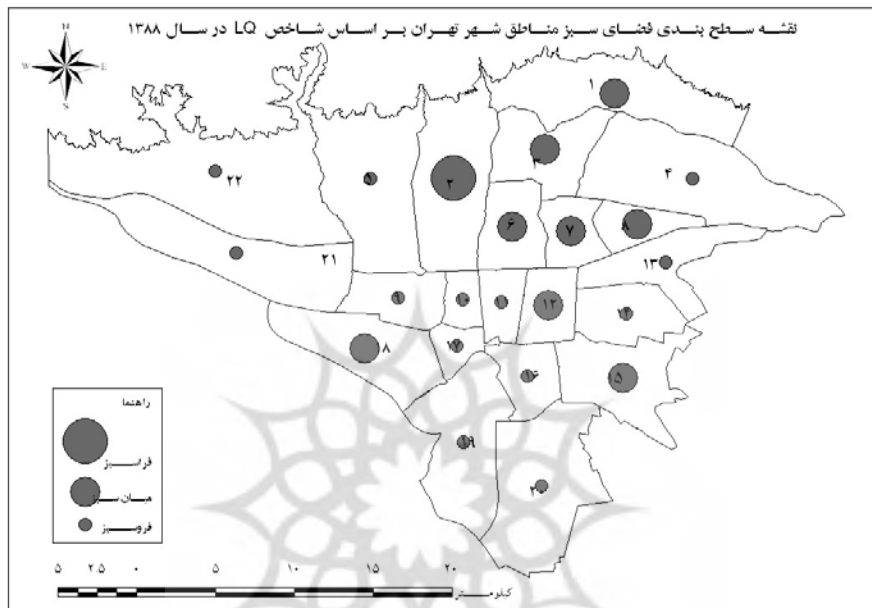 نقشه سطح بندی فضای سبز مناطق شهر تهران بر اساس شاخص LQ در سال ۱۳۸۸
N
W E
S
۱
۳
۴
۲۲
۵
۲
۶
۷
۸
۲۱
۱۳
۹
۱۰
۱۲
۱۴
۸
۱۷
۱۶
۱۵
۱۹
۲۰
راهنما
فراسبز
میان سبز
فروسبز
۵ ۲.۵ ۰ ۵ ۱۰ ۱۵ ۲۰
کیلومتر